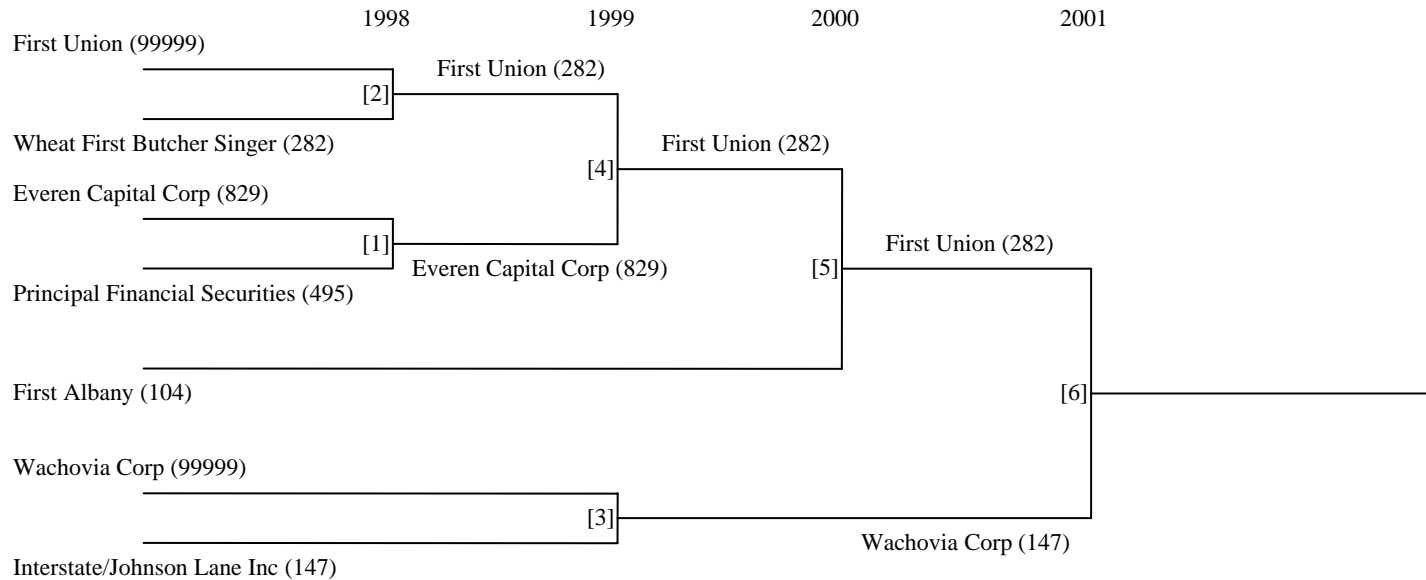 1998 1999 2000 2001
First Union (99999)
First Union (282)
[2]
Wheat First Butcher Singer (282)
First Union (282)
[4]
Everen Capital Corp (829)
[1]
First Union (282)
Everen Capital Corp (829)
[5]
Principal Financial Securities (495)
First Albany (104)
[6]
Wachovia Corp (99999)
[3]
Wachovia Corp (147)
Interstate/Johnson Lane Inc (147)